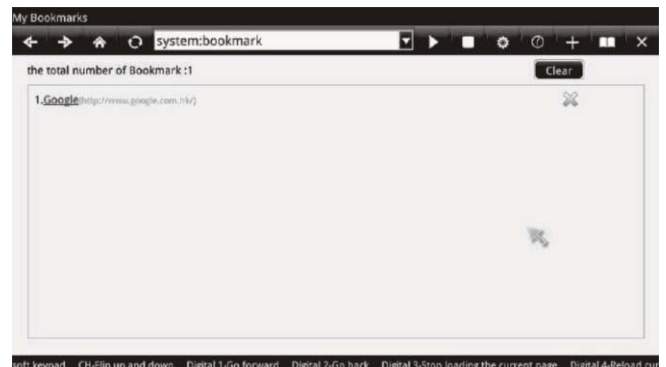 My Bookmarks
system:bookmark
the total number of Bookmark :1
Clear
1.Google(http://www.google.com.hk/)
soft keypad CH-Flip up and down Digital 1-Go forward Digital 2-Go back Digital 3-Stop loading the current page Digital 4-Reload cur